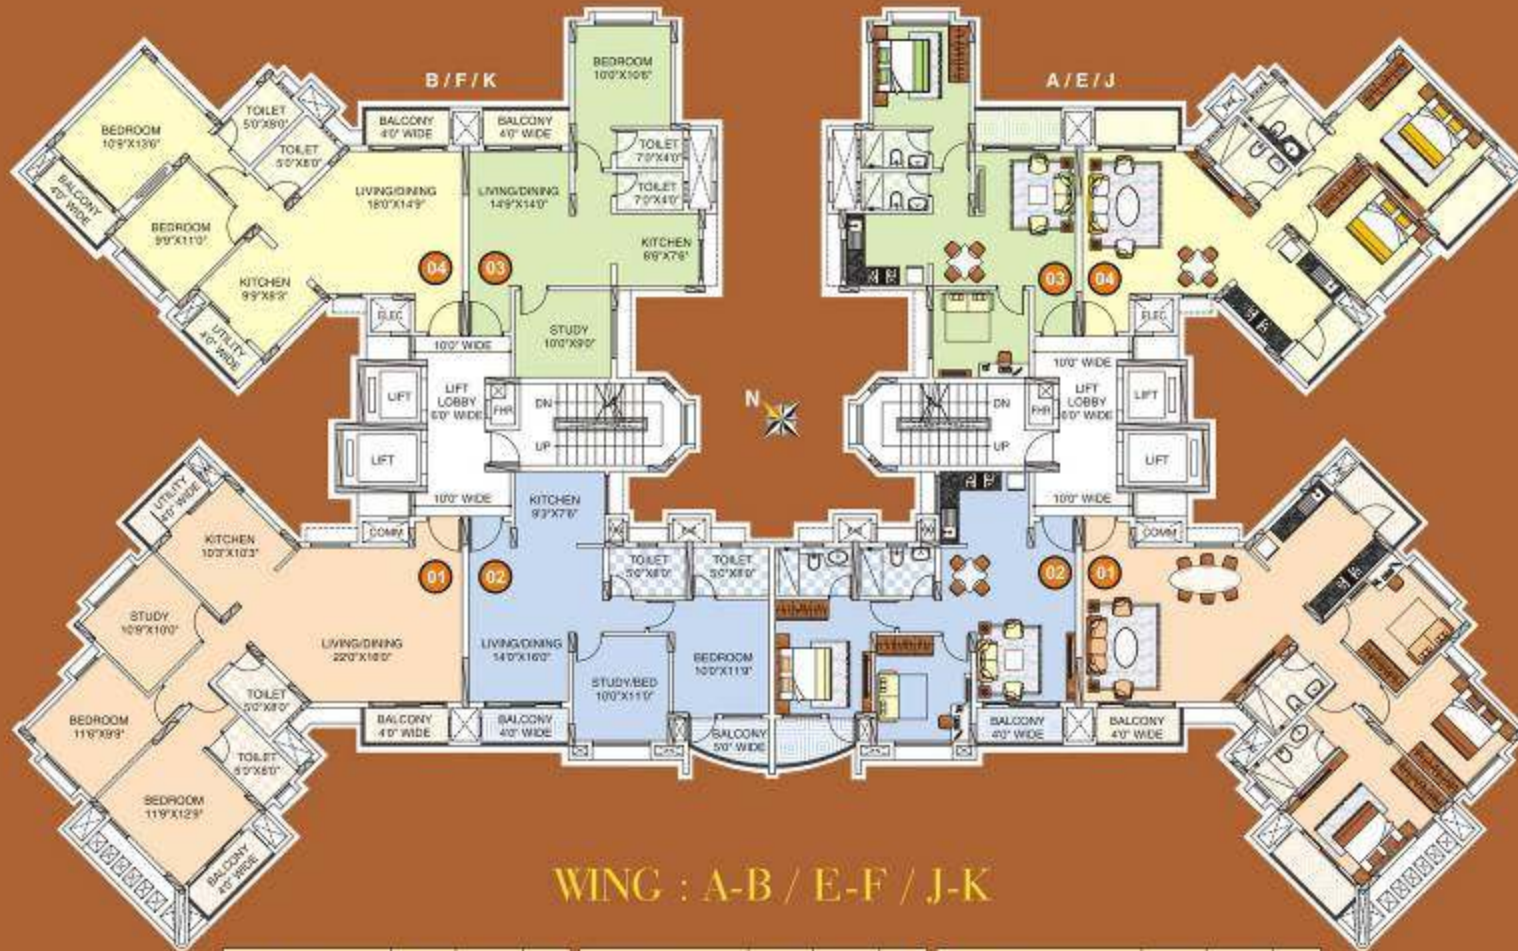 B / F / K
A / E / J
BEDROOM
10'9"X13'6"
TOILET
5'0"X8'0"
TOILET
5'0"X8'0"
BALCONY
4'0" WIDE
BALCONY
4'0" WIDE
BALCONY
4'0" WIDE
BEDROOM
9'9"X11'0"
LIVING/DINING
18'0"X14'9"
KITCHEN
9'9"X8'3"
UTILITY
4'0" WIDE
04
BEDROOM
10'0"X10'6"
TOILET
7'0"X4'0"
TOILET
7'0"X4'0"
LIVING/DINING
14'9"X14'0"
KITCHEN
03
STUDY
10'0"X9'0"
03
04
ELEC
ELEC
10'0" WIDE
10'0" WIDE
LIFT
LOBBY
6'0" WIDE
LIFT
LIFT
FHR
DN
UP
N
DN
UP
FHR
LIFT
LOBBY
6'0" WIDE
LIFT
LIFT
10'0" WIDE
10'0" WIDE
UTILITY
4'0" WIDE
KITCHEN
10'3"X10'3"
COMM
01
STUDY
10'9"X10'0"
LIVING/DINING
22'0"X16'0"
BEDROOM
11'6"X9'9"
TOILET
5'0"X8'0"
TOILET
BEDROOM
11'9"X12'9"
BALCONY
4'0" WIDE
BALCONY
4'0" WIDE
KITCHEN
9'3"X7'6"
02
TOILET
5'0"X8'0"
TOILET
5'0"X8'0"
LIVING/DINING
14'0"X16'0"
STUDY/BED
10'0"X11'0"
BEDROOM
10'0"X11'9"
BALCONY
4'0" WIDE
BALCONY
5'0" WIDE
02
01
COMM
BALCONY
4'0" WIDE
BALCONY
4'0" WIDE
WING : A-B / E-F / J-K